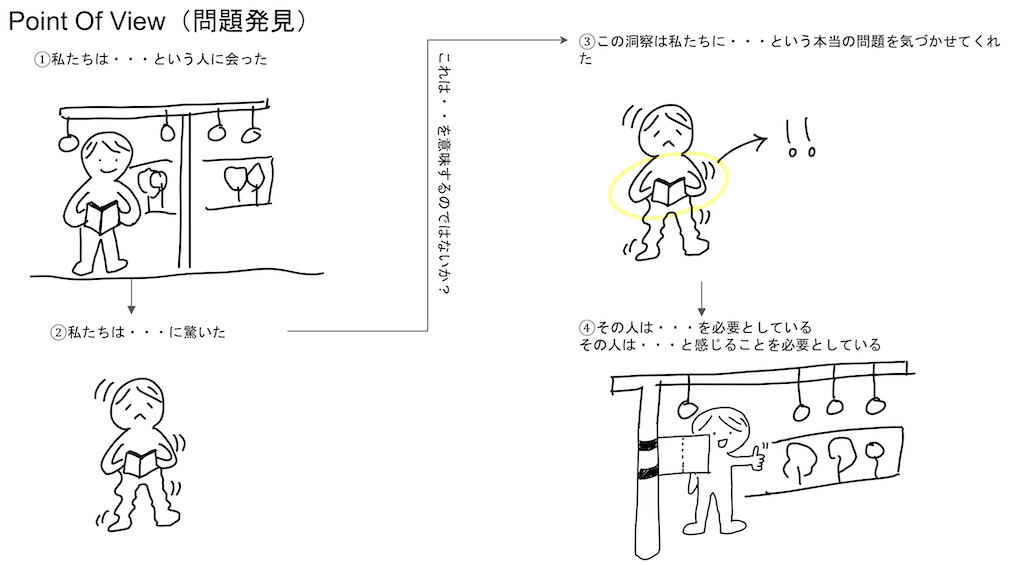 Point Of View（問題発見）
①私たちは・・・という人に会った
②私たちは・・・に驚いた
これは・・を意味するのではないか？
③この洞察は私たちに・・・という本当の問題を気づかせてくれ
た
!!
④その人は・・・を必要としている
その人は・・・と感じることを必要としている